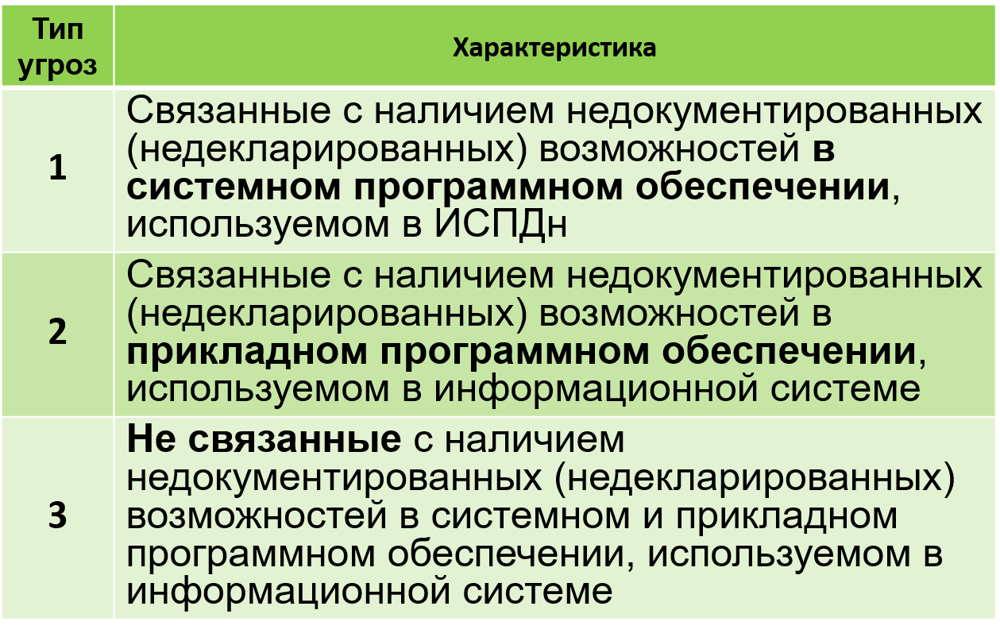 Тип
угроз
Характеристика
1
Связанные с наличием недокументированных
(недекларированных) возможностей в
системном программном обеспечении,
используемом в ИСПДн
2
Связанные с наличием недокументированных
(недекларированных) возможностей в
прикладном программном обеспечении,
используемом в информационной системе
3
Не связанные с наличием
недокументированных (недекларированных)
возможностей в системном и прикладном
программном обеспечении, используемом в
информационной системе